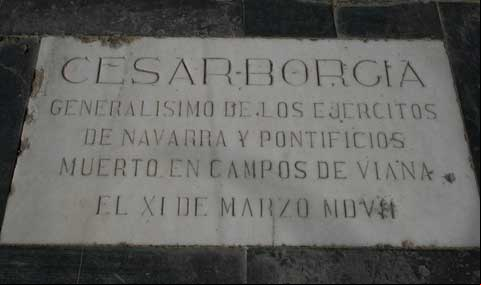 CESAR BORGIA
GENERALISIMO DE LOS EJERCITOS
DE NAVARRA Y PONTIFICIOS
MUERTO EN CAMPOS DE VIANA
EL XI DE MARZO MDVII